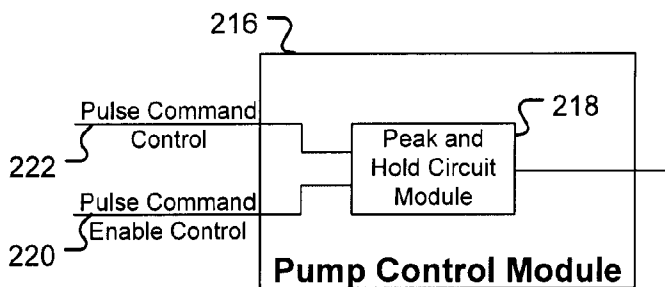 216
Pulse Command
Control
222
218
Peak and
Hold Circuit
Module
Pulse Command
Enable Control
220
Pump Control Module